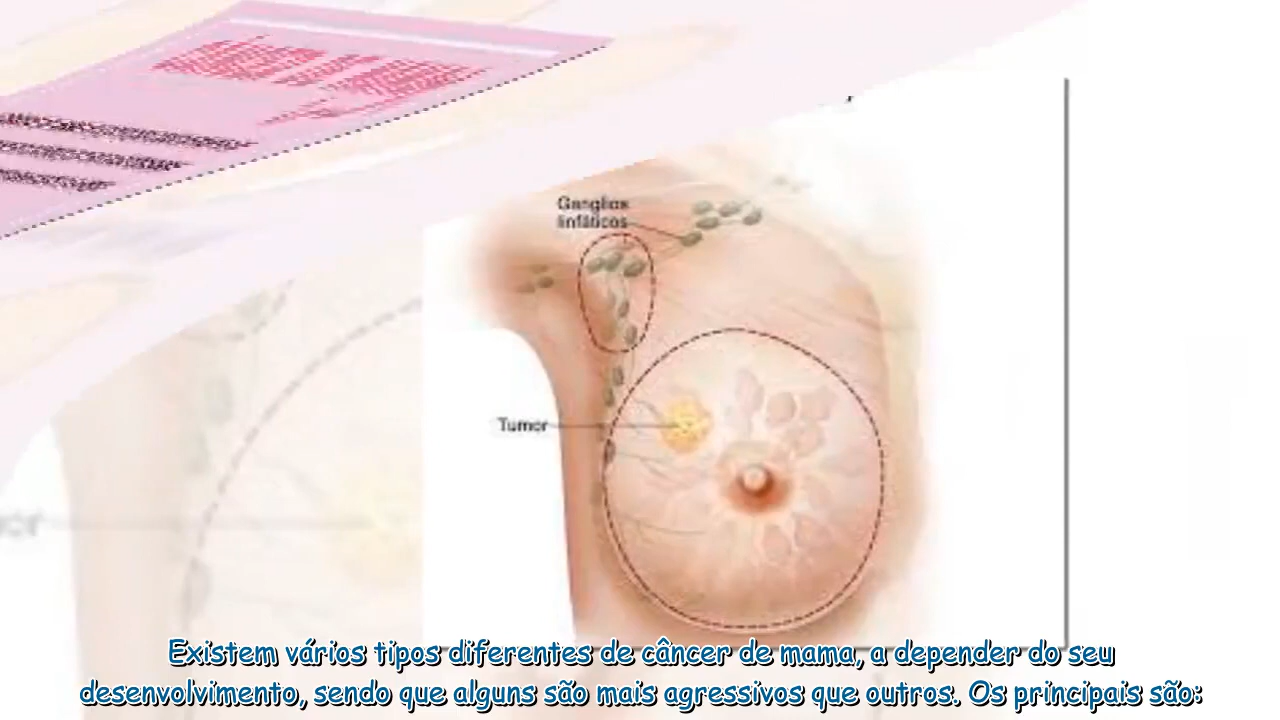 Ganglios
linfáticos
Tumor
Existem vários tipos diferentes de câncer de mama, a depender do seu
desenvolvimento, sendo que alguns são mais agressivos que outros. Os principais são: